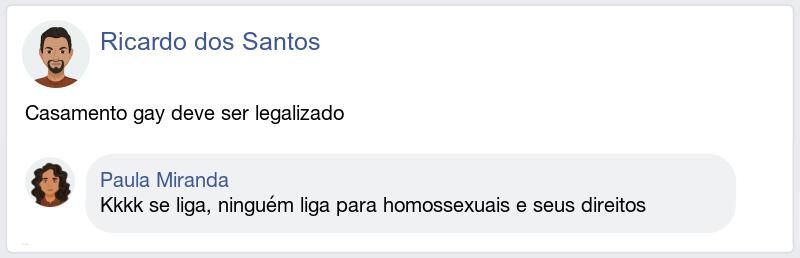 Ricardo dos Santos
Casamento gay deve ser legalizado
Paula Miranda
Kkkk se liga, ninguém liga para homossexuais e seus direitos